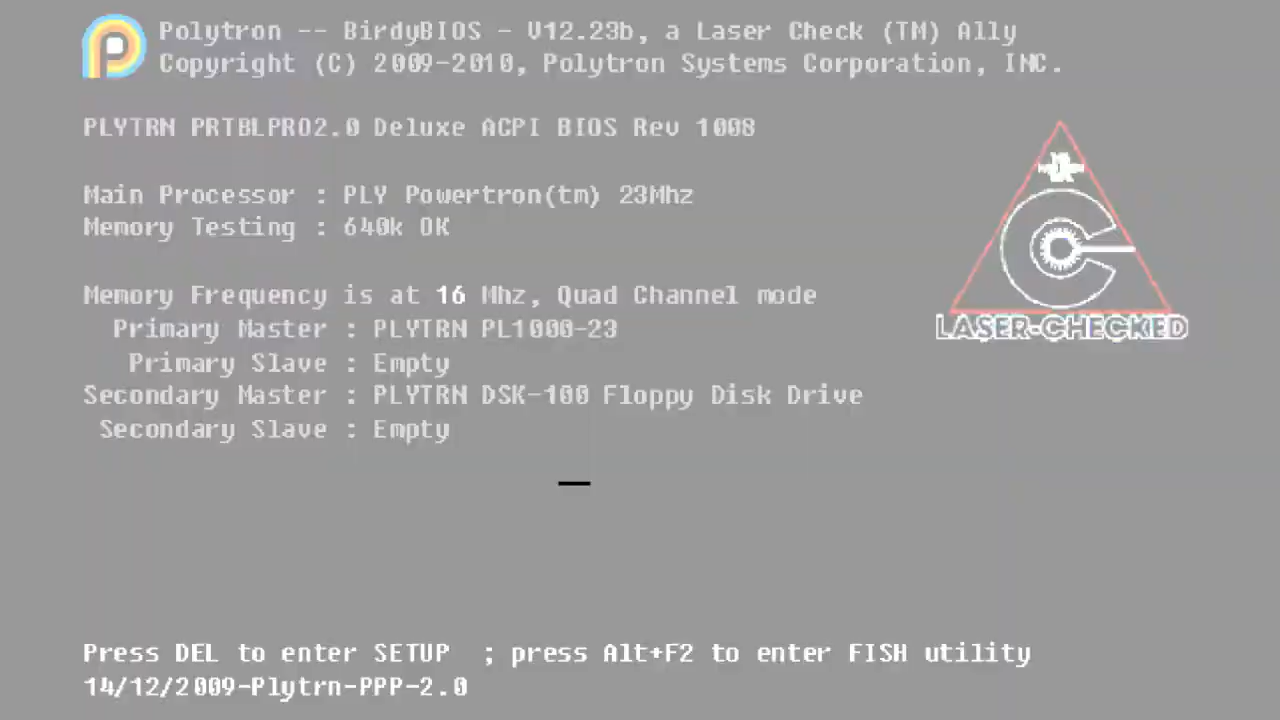 Polytron -- BirdyBIOS - V12.23b, a Laser Check (TM) Ally
Copyright (C) 2009-2010, Polytron Systems Corporation, INC.
PLYTRN PRTBLPRO2.0 Deluxe ACPI BIOS Rev 1008
Main Processor : PLY Powertron(tm) 23Mhz
Memory Testing : 640k OK
Memory Frequency is at 16 Mhz, Quad Channel mode
Primary Master : PLYTRN PL1000-23
Primary Slave : Empty
Secondary Master : PLYTRN DSK-100 Floppy Disk Drive
Secondary Slave : Empty
LASER-CHECKED
Press DEL to enter SETUP ; press Alt+F2 to enter FISH utility
14/12/2009-Plytrn-PPP-2.0